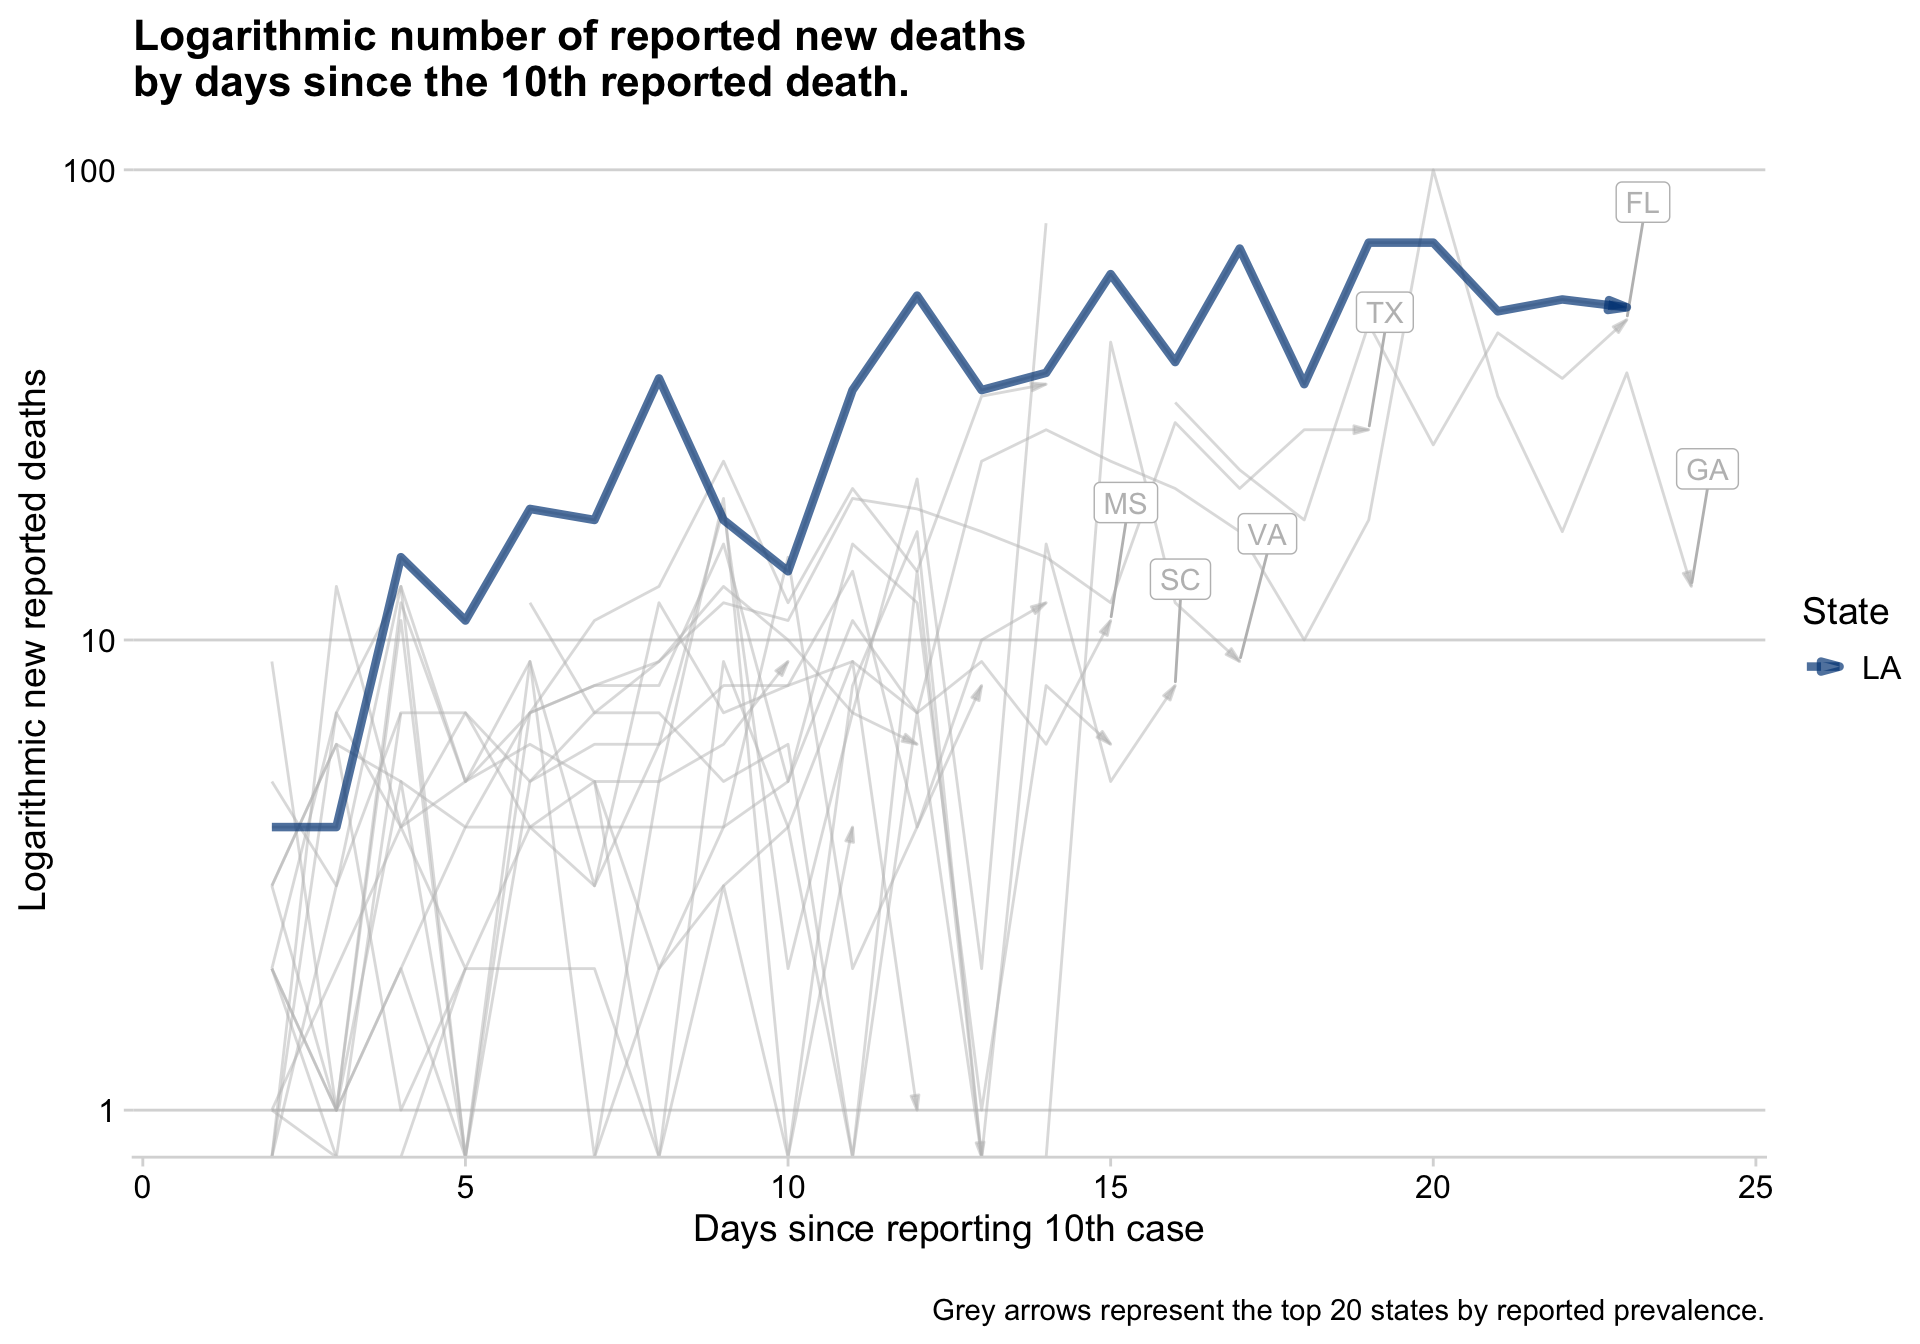 Logarithmic number of reported new deaths
by days since the 10th reported death.
100
10
1
Logarithmic new reported deaths
FL
TX
GA
MS
VA
SC
State
LA
0 5 10 15 20 25
Days since reporting 10th case
Grey arrows represent the top 20 states by reported prevalence.